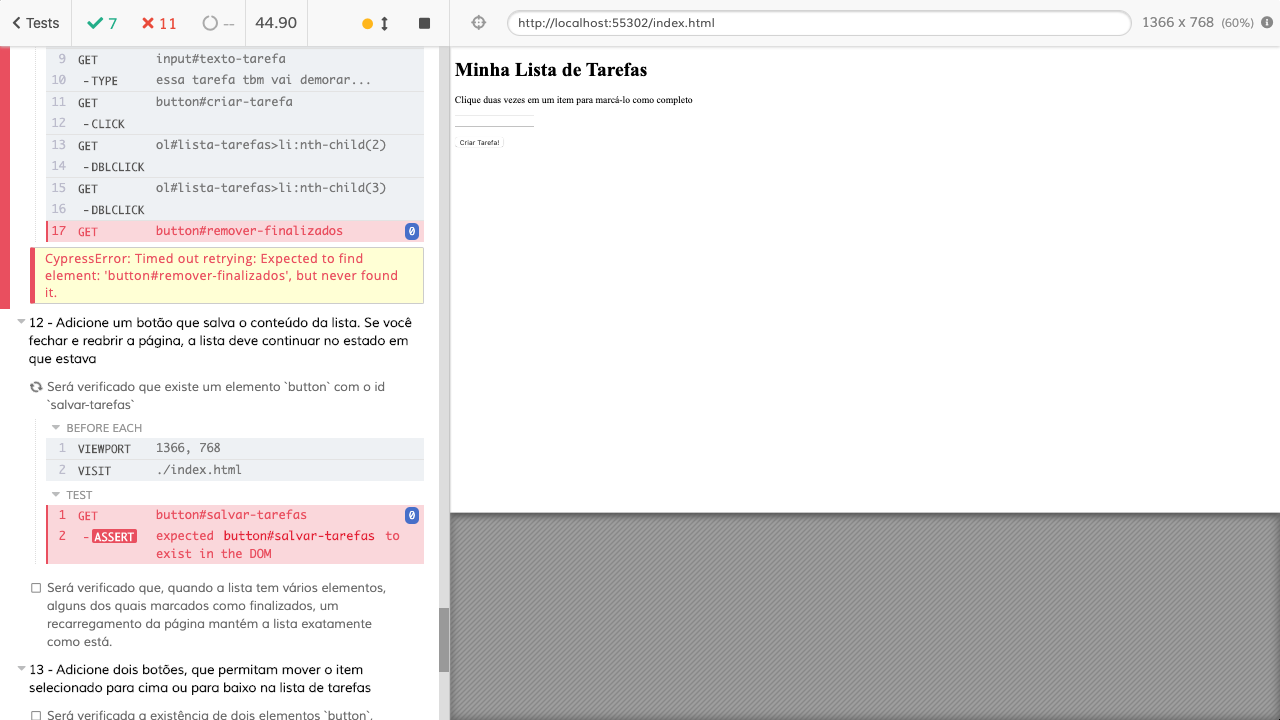 Tests 7 11 -- 44.90
http://localhost:55302/index.html 1366 x 768 (60%)
9 GET input#texto-tarefa
10 -TYPE essa tarefa tbm vai demorar...
11 GET button#criar-tarefa
12 -CLICK
13 GET ol#lista-tarefas>li:nth-child(2)
14 -DBLCLICK
15 GET ol#lista-tarefas>li:nth-child(3)
16 -DBLCLICK
17 GET button#remover-finalizados 0
CypressError: Timed out retrying: Expected to find
element: 'button#remover-finalizados', but never found
it.
12 - Adicione um botão que salva o conteúdo da lista. Se você
fechar e reabrir a página, a lista deve continuar no estado em
que estava
Será verificado que existe um elemento `button` com o id
`salvar-tarefas`
BEFORE EACH
1 VIEWPORT 1366, 768
2 VISIT ./index.html
TEST
1 GET button#salvar-tarefas 0
2 -ASSERT expected button#salvar-tarefas to
exist in the DOM
Será verificado que, quando a lista tem vários elementos,
alguns dos quais marcados como finalizados, um
recarregamento da página mantém a lista exatamente
como está.
13 - Adicione dois botões, que permitam mover o item
selecionado para cima ou para baixo na lista de tarefas
Será verificada a existência de dois elementos `button`,
Minha Lista de Tarefas
Clique duas vezes em um item para marcá-lo como completo
Criar Tarefa!